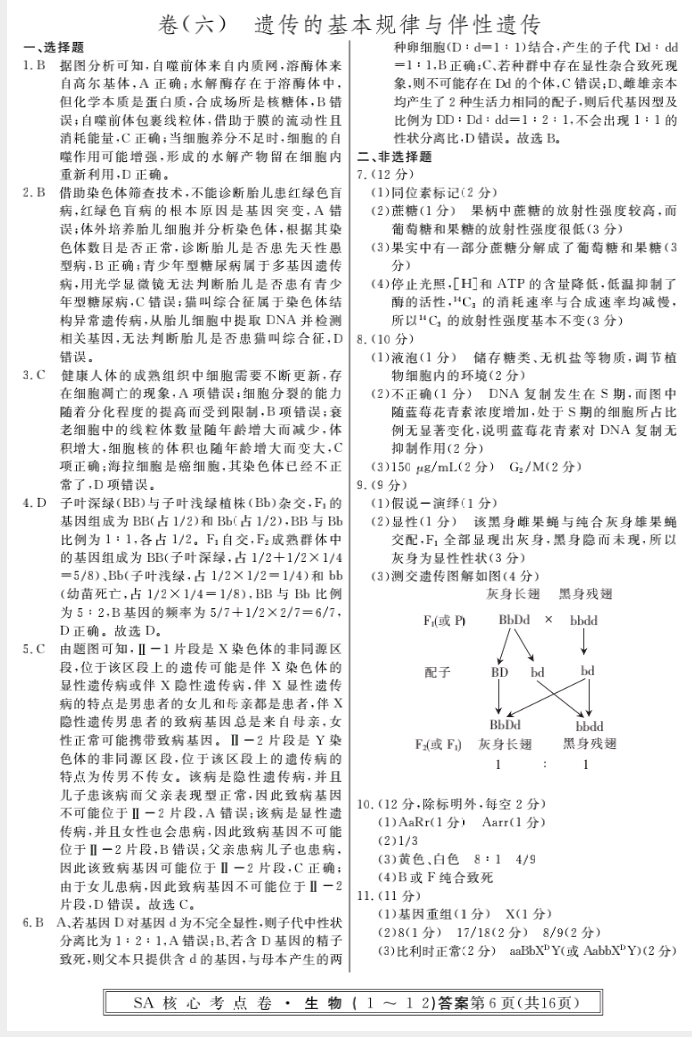 卷(六) 遗传的基本规律与伴性遗传
一、选择题
1. B 据图分析可知,自噬前体来自内质网,溶酶体来
自高尔基体,A 正确;水解酶存在于溶酶体中,
但化学本质是蛋白质,合成场所是核糖体,B 错
误;自噬前体包裹线粒体,借助于膜的流动性且
消耗能量,C 正确;当细胞养分不足时,细胞的自
噬作用可能增强,形成的水解产物留在细胞内
重新利用,D 正确。
2. B 借助染色体筛查技术,不能诊断胎儿患红绿色盲
病,红绿色盲病的根本原因是基因突变,A 错
误;体外培养胎儿细胞并分析染色体,根据其染
色体数目是否正常,诊断胎儿是否患先天性愚
型病,B 正确;青少年型糖尿病属于多基因遗传
病,用光学显微镜无法判断胎儿是否患有青少
年型糖尿病,C 错误;猫叫综合征属于染色体结
构异常遗传病,从胎儿细胞中提取 DNA 并检测
相关基因,无法判断胎儿是否患猫叫综合征,D
错误。
3. C 健康人体的成熟组织中细胞需要不断更新,存
在细胞凋亡的现象,A 项错误;细胞分裂的能力
随着分化程度的提高而受到限制,B 项错误;衰
老细胞中的线粒体数量随年龄增大而减少,体
积增大,细胞核的体积也随年龄增大而变大,C
项正确;海拉细胞是癌细胞,其染色体已经不正
常了,D 项错误。
4. D 子叶深绿(BB)与子叶浅绿植株(Bb)杂交,F₁的
基因组成为 BB(占 1/2)和 Bb(占 1/2),BB 与 Bb
比例为 1∶1,各占 1/2。F₁自交,F₂成熟群体中
的基因组成为 BB(子叶深绿,占 1/2+1/2×1/4
=5/8)、Bb(子叶浅绿,占 1/2×1/2=1/4)和 bb
(幼苗死亡,占 1/2×1/4=1/8),BB 与 Bb 比例
为 5∶2,B 基因的频率为 5/7+1/2×2/7=6/7,
D 正确。故选 D。
5. C 由题图可知,Ⅱ-1 片段是 X 染色体的非同源区
段,位于该区段上的遗传可能是伴 X 染色体的
显性遗传病或伴 X 隐性遗传病,伴 X 显性遗传
病的特点是男患者的女儿和母亲都是患者,伴 X
隐性遗传男患者的致病基因总是来自母亲,女
性正常可能携带致病基因。Ⅱ-2 片段是 Y 染
色体的非同源区段,位于该区段上的遗传病的
特点为传男不传女。该病是隐性遗传病,并且
儿子患该病而父亲表现型正常,因此致病基因
不可能位于Ⅱ-2 片段,A 错误;该病是显性遗
传病,并且女性也会患病,因此致病基因不可能
位于Ⅱ-2 片段,B 错误;父亲患病儿子也患病,
因此该致病基因可能位于Ⅱ-2 片段,C 正确;
由于女儿患病,因此致病基因不可能位于Ⅱ-2
片段,D 错误。故选 C。
6. B A、若基因 D 对基因 d 为不完全显性,则子代中性状
分离比为 1∶2∶1,A 错误;B、若含 D 基因的精子
致死,则父本只提供含 d 的基因,与母本产生的两
种卵细胞(D∶d=1∶1)结合,产生的子代 Dd∶dd
=1∶1,B 正确;C、若种群中存在显性杂合致死现
象,则不可能存在 Dd 的个体,C 错误;D、雌雄亲本
均产生了 2 种生活力相同的配子,则后代基因型及
比例为 DD∶Dd∶dd=1∶2∶1,不会出现 1∶1 的
性状分离比,D 错误。故选 B。
二、非选择题
7. (12 分)
(1)同位素标记(2 分)
(2)蔗糖(1 分) 果柄中蔗糖的放射性强度较高,而
葡萄糖和果糖的放射性强度很低(3 分)
(3)果实中有一部分蔗糖分解成了葡萄糖和果糖(3
分)
(4)停止光照,[H]和 ATP 的含量降低,低温抑制了
酶的活性,¹⁴C₃ 的消耗速率与合成速率均减慢,
所以¹⁴C₃ 的放射性强度基本不变(3 分)
8. (10 分)
(1)液泡(1 分) 储存糖类、无机盐等物质,调节植
物细胞内的环境(2 分)
(2)不正确(1 分) DNA 复制发生在 S 期,而图中
随蓝莓花青素浓度增加,处于 S 期的细胞所占比
例无显著变化,说明蓝莓花青素对 DNA 复制无
抑制作用(2 分)
(3)150 μg/mL(2 分) G₂/M(2 分)
9. (9 分)
(1)假说—演绎(1 分)
(2)显性(1 分) 该黑身雌果蝇与纯合灰身雄果蝇
交配,F₁ 全部显现出灰身,黑身隐而未现,所以
灰身为显性性状(3 分)
(3)测交遗传图解如图(4 分)
灰身长翅 黑身残翅
F₁(或 P) BbDd × bbdd
配子 BD bd bd
BbDd bbdd
F₂(或 F₁) 灰身长翅 黑身残翅
1 : 1
10. (12 分,除标明外,每空 2 分)
(1)AaRr(1 分) Aarr(1 分)
(2)1/3
(3)黄色、白色 8∶1 4/9
(4)B 或 F 纯合致死
11. (11 分)
(1)基因重组(1 分) X(1 分)
(2)8(1 分) 17/18(2 分) 8/9(2 分)
(3)比利时正常(2 分) aaBbXᴰY(或 AabbXᴰY)(2 分)
SA 核 心 考 点 卷 · 生 物 ( 1 ～ 1 2)答案第 6 页(共16页)